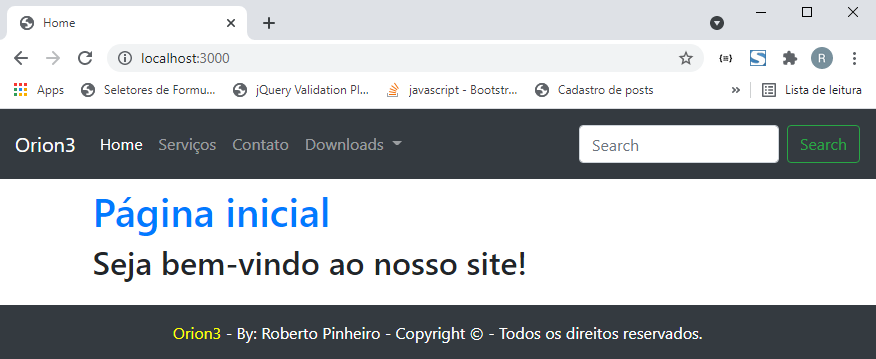 Home
localhost:3000
R
Apps Seletores de Formu... jQuery Validation Pl... javascript - Bootstr... Cadastro de posts » Lista de leitura
Orion3 Home Serviços Contato Downloads Search Search
Página inicial
Seja bem-vindo ao nosso site!
Orion3 - By: Roberto Pinheiro - Copyright © - Todos os direitos reservados.